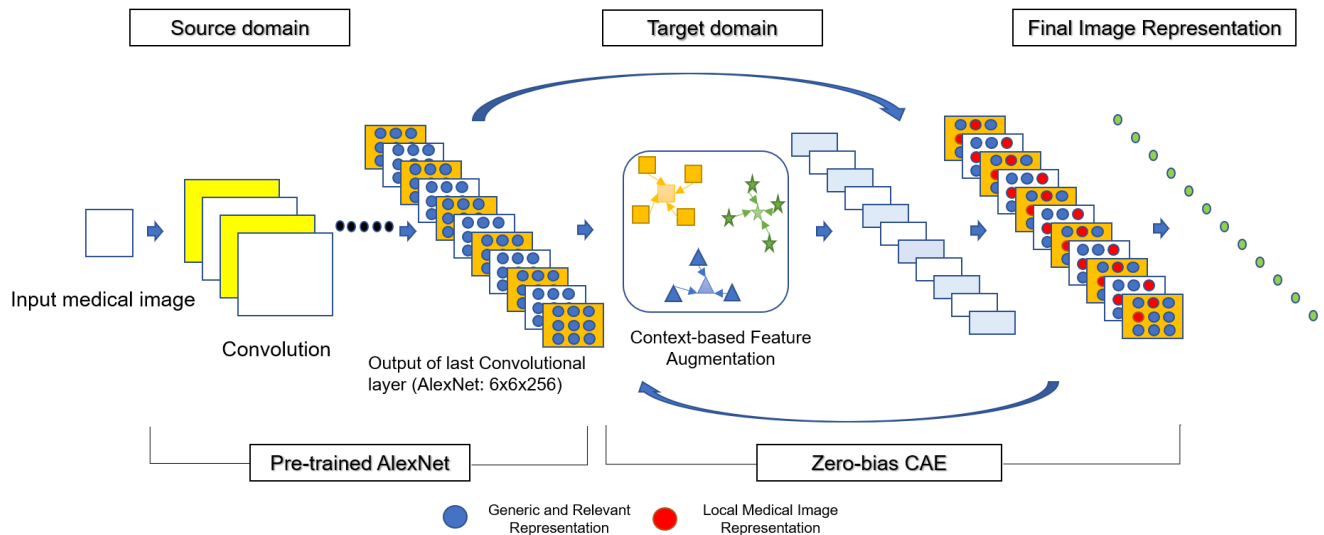 Source domain
Target domain
Final Image Representation
Input medical image
Convolution
Output of last Convolutional
layer (AlexNet: 6x6x256)
Context-based Feature
Augmentation
Pre-trained AlexNet
Zero-bias CAE
Generic and Relevant
Representation
Local Medical Image
Representation